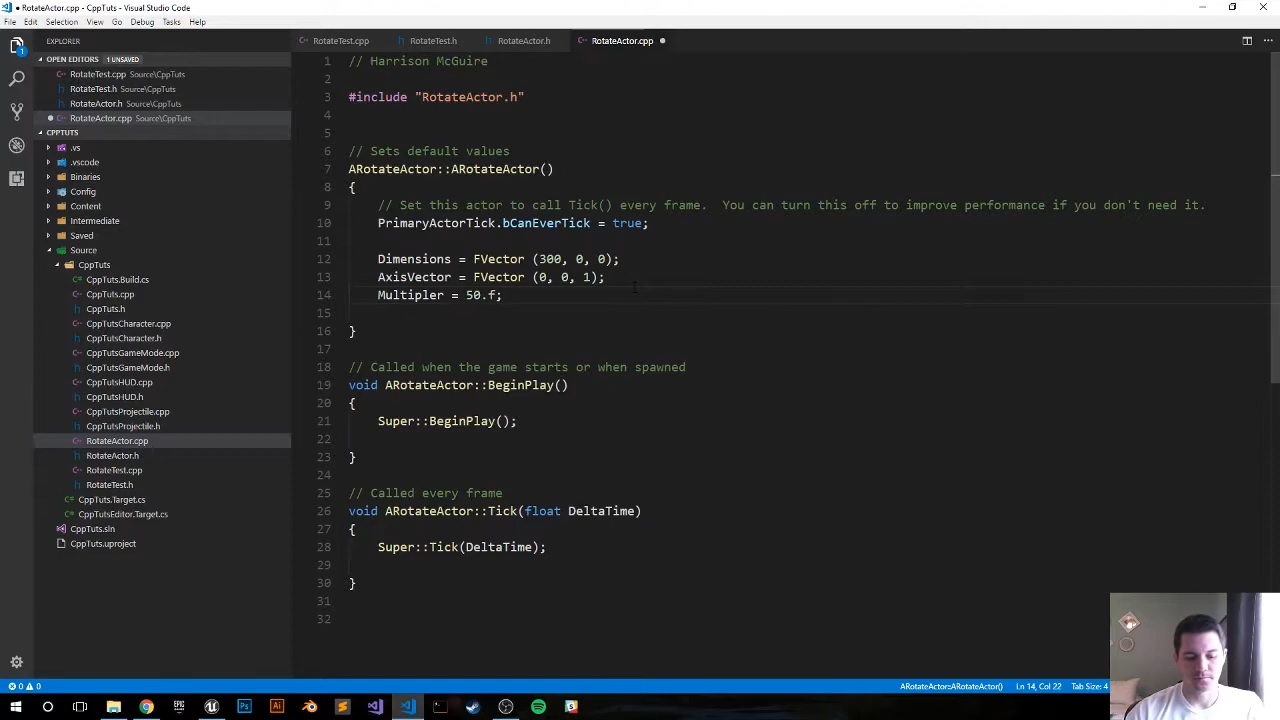 RotateActor.cpp - CppTuts - Visual Studio Code
File Edit Selection View Go Debug Tasks Help
EXPLORER
OPEN EDITORS 1 UNSAVED
RotateTest.cpp Source\CppTuts
RotateTest.h Source\CppTuts
RotateActor.h Source\CppTuts
RotateActor.cpp Source\CppTuts
CPPTUTS
.vs
.vscode
Binaries
Config
Content
Intermediate
Saved
Source
CppTuts
CppTuts.Build.cs
CppTuts.cpp
CppTuts.h
CppTutsCharacter.cpp
CppTutsCharacter.h
CppTutsGameMode.cpp
CppTutsGameMode.h
CppTutsHUD.cpp
CppTutsHUD.h
CppTutsProjectile.cpp
CppTutsProjectile.h
RotateActor.cpp
RotateActor.h
RotateTest.cpp
RotateTest.h
CppTuts.Target.cs
CppTutsEditor.Target.cs
CppTuts.sln
CppTuts.uproject
RotateTest.cpp RotateTest.h RotateActor.h RotateActor.cpp
1 // Harrison McGuire
2
3 #include "RotateActor.h"
4
5
6 // Sets default values
7 ARotateActor::ARotateActor()
8 {
9 // Set this actor to call Tick() every frame.  You can turn this off to improve performance if you don't need it.
10 PrimaryActorTick.bCanEverTick = true;
11
12 Dimensions = FVector (300, 0, 0);
13 AxisVector = FVector (0, 0, 1);
14 Multipler = 50.f;
15
16 }
17
18 // Called when the game starts or when spawned
19 void ARotateActor::BeginPlay()
20 {
21 Super::BeginPlay();
22
23 }
24
25 // Called every frame
26 void ARotateActor::Tick(float DeltaTime)
27 {
28 Super::Tick(DeltaTime);
29
30 }
31
32
0 0 ARotateActor::ARotateActor() Ln 14, Col 22 Tab Size: 4